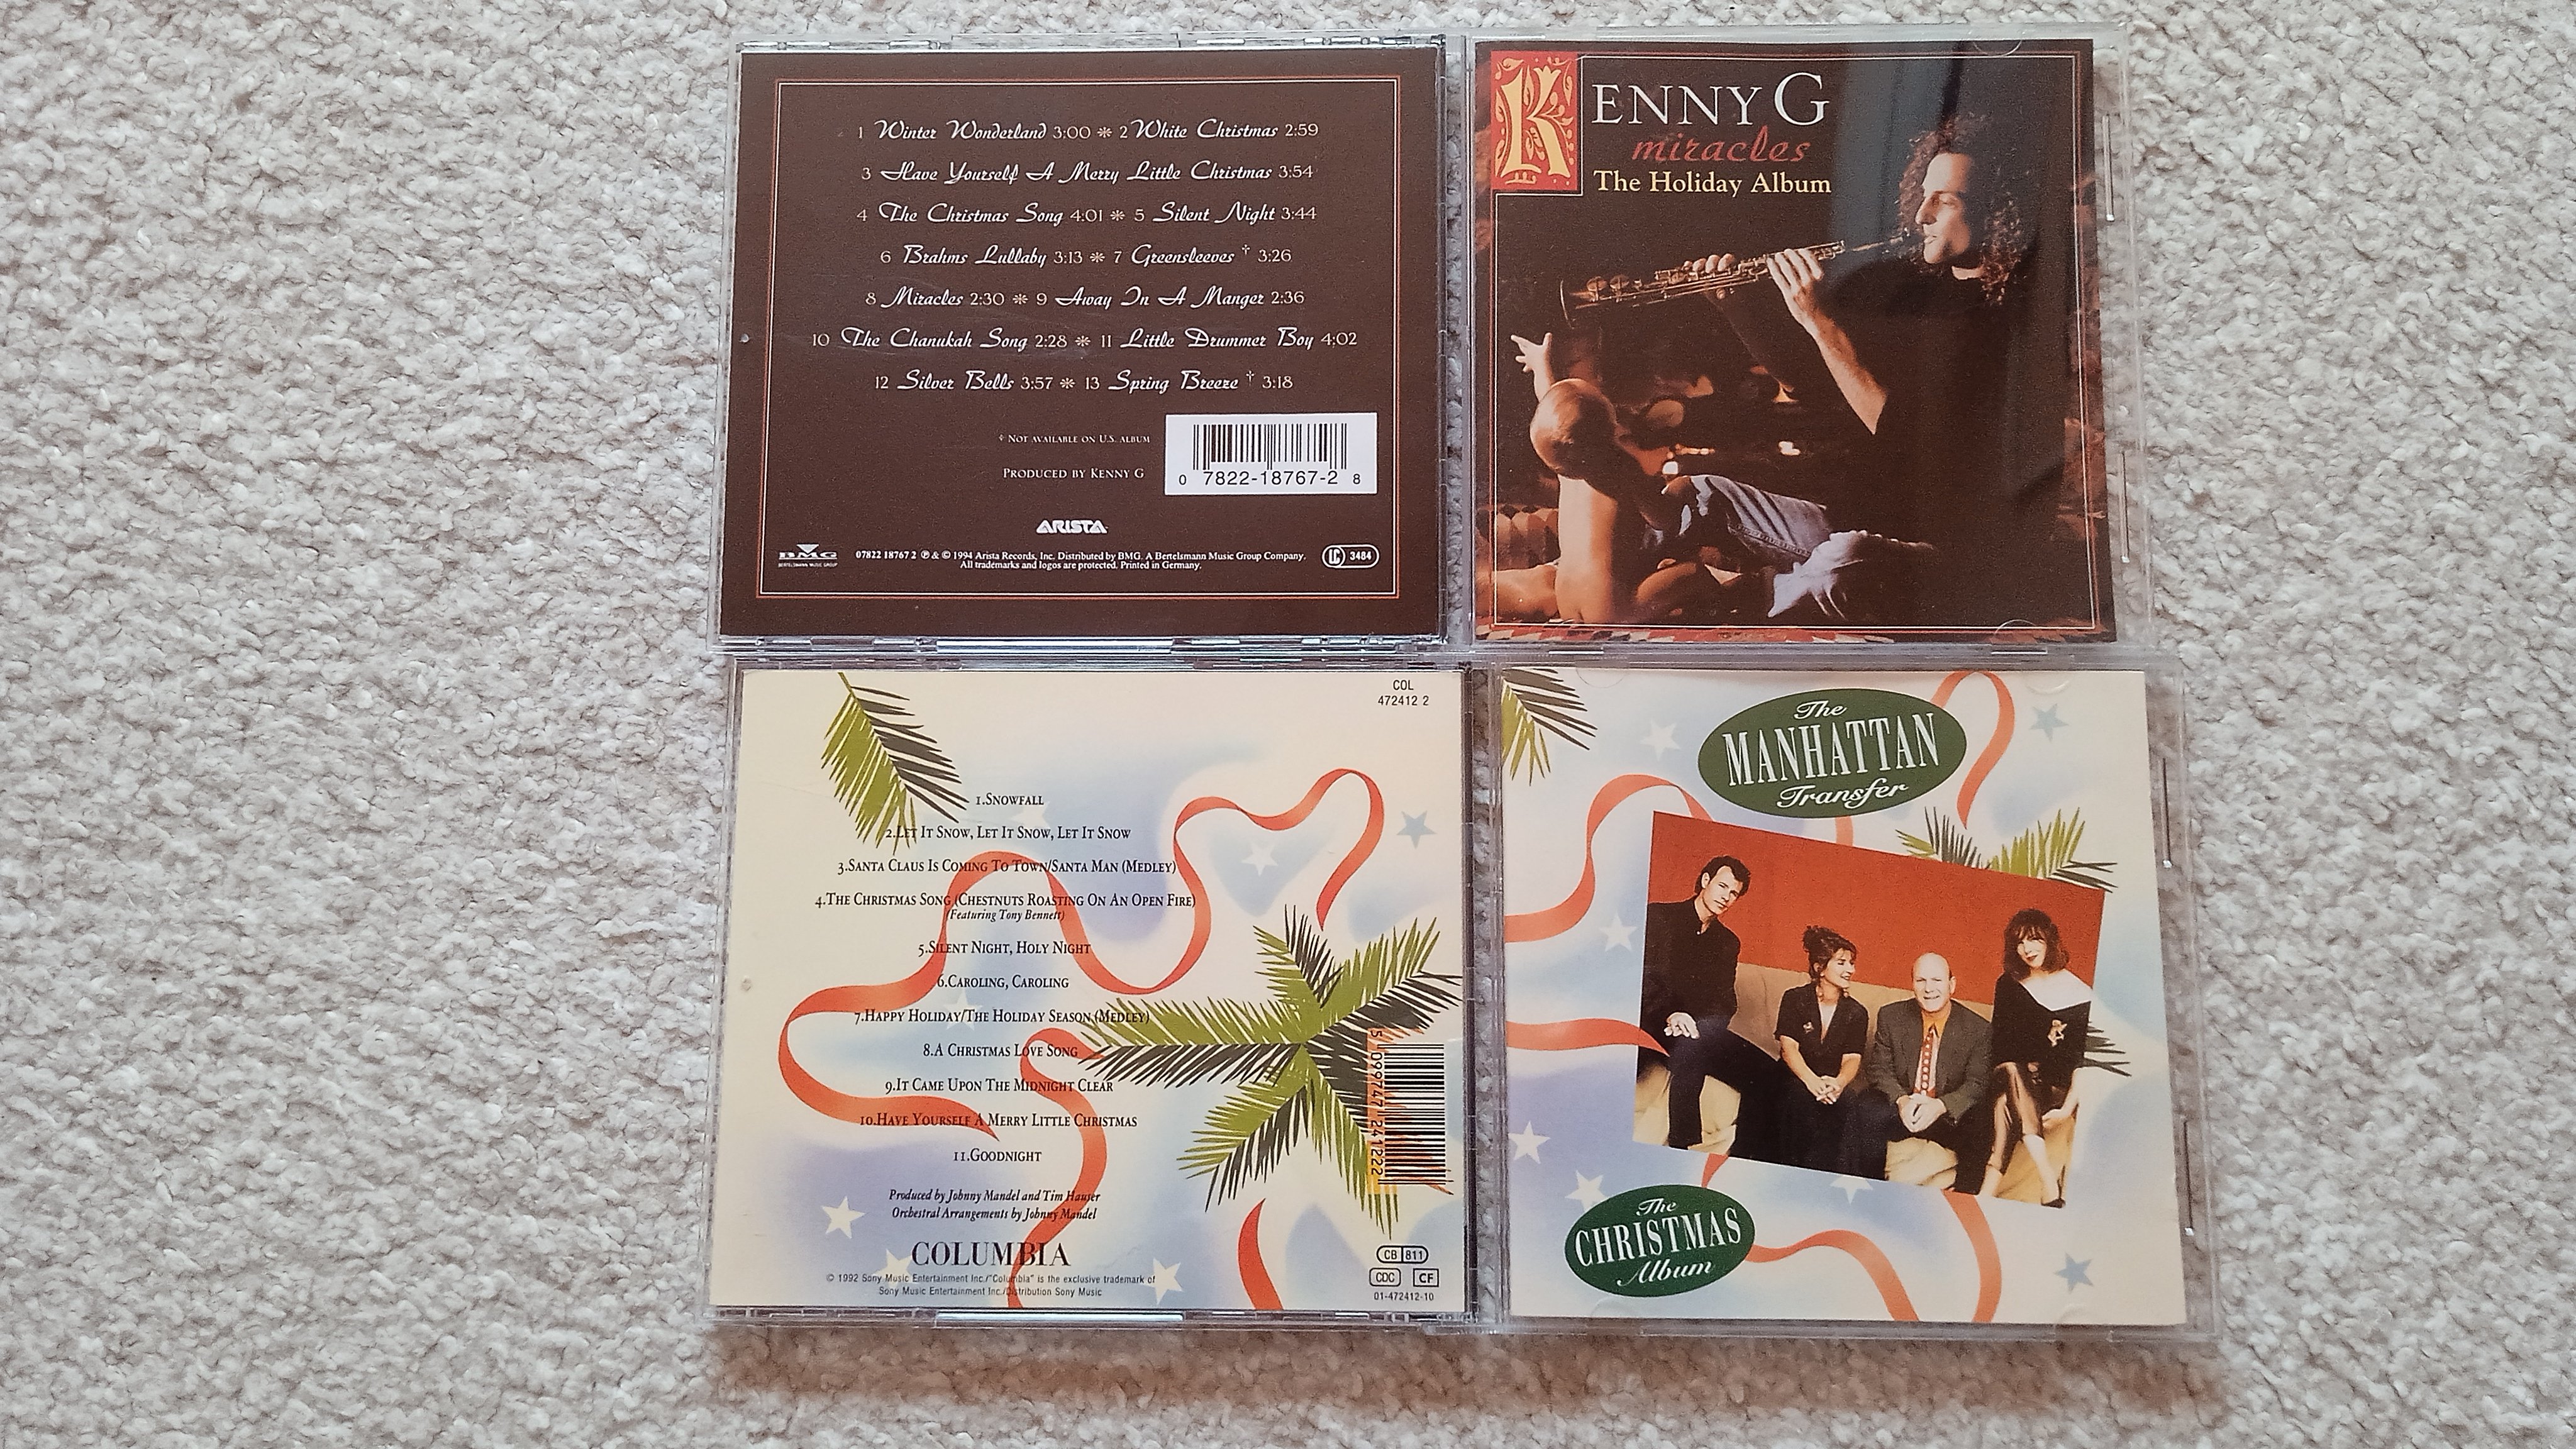 1 Winter Wonderland 3:00 * 2 White Christmas 2:59
3 Have Yourself A Merry Little Christmas 3:54
4 The Christmas Song 4:01 * 5 Silent Night 3:44
6 Brahms Lullaby 3:13 * 7 Greensleeves † 3:26
8 Miracles 2:30 * 9 Away In A Manger 2:36
10 The Chanukah Song 2:28 * 11 Little Drummer Boy 4:02
12 Silver Bells 3:57 * 13 Spring Breeze † 3:18
† NOT AVAILABLE ON U.S. ALBUM
PRODUCED BY KENNY G
0 7822-18767-2 8
ARISTA
BMG
BERTELSMANN MUSIC GROUP
07822 18767 2 ℗ & © 1994 Arista Records, Inc. Distributed by BMG. A Bertelsmann Music Group Company.
All trademarks and logos are protected. Printed in Germany.
LC 3484
KENNY G
miracles
The Holiday Album
COL
472412 2
1.SNOWFALL
2.LET IT SNOW, LET IT SNOW, LET IT SNOW
3.SANTA CLAUS IS COMING TO TOWN/SANTA MAN (MEDLEY)
4.THE CHRISTMAS SONG (CHESTNUTS ROASTING ON AN OPEN FIRE)
(Featuring Tony Bennett)
5.SILENT NIGHT, HOLY NIGHT
6.CAROLING, CAROLING
7.HAPPY HOLIDAY/THE HOLIDAY SEASON (MEDLEY)
8.A CHRISTMAS LOVE SONG
9.IT CAME UPON THE MIDNIGHT CLEAR
10.HAVE YOURSELF A MERRY LITTLE CHRISTMAS
11.GOODNIGHT
Produced by Johnny Mandel and Tim Hauser
Orchestral Arrangements by Johnny Mandel
COLUMBIA
© 1992 Sony Music Entertainment Inc./"Columbia" is the exclusive trademark of
Sony Music Entertainment Inc./Distribution Sony Music
5 099747 241222
CB 811
CDC CF
01-472412-10
The
MANHATTAN
Transfer
The
CHRISTMAS
Album